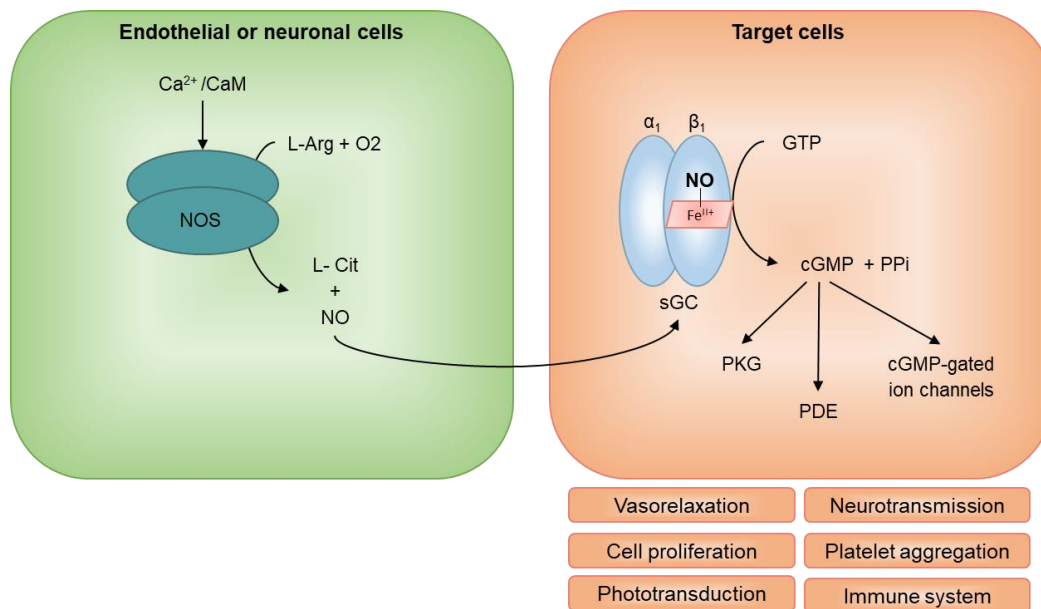 Endothelial or neuronal cells
Ca²⁺ /CaM
L-Arg + O2
NOS
L- Cit
+
NO
Target cells
α₁ β₁
GTP
NO
Feᴵᴵ⁺
cGMP + PPi
sGC
PKG
PDE
cGMP-gated
ion channels
Vasorelaxation
Neurotransmission
Cell proliferation
Platelet aggregation
Phototransduction
Immune system